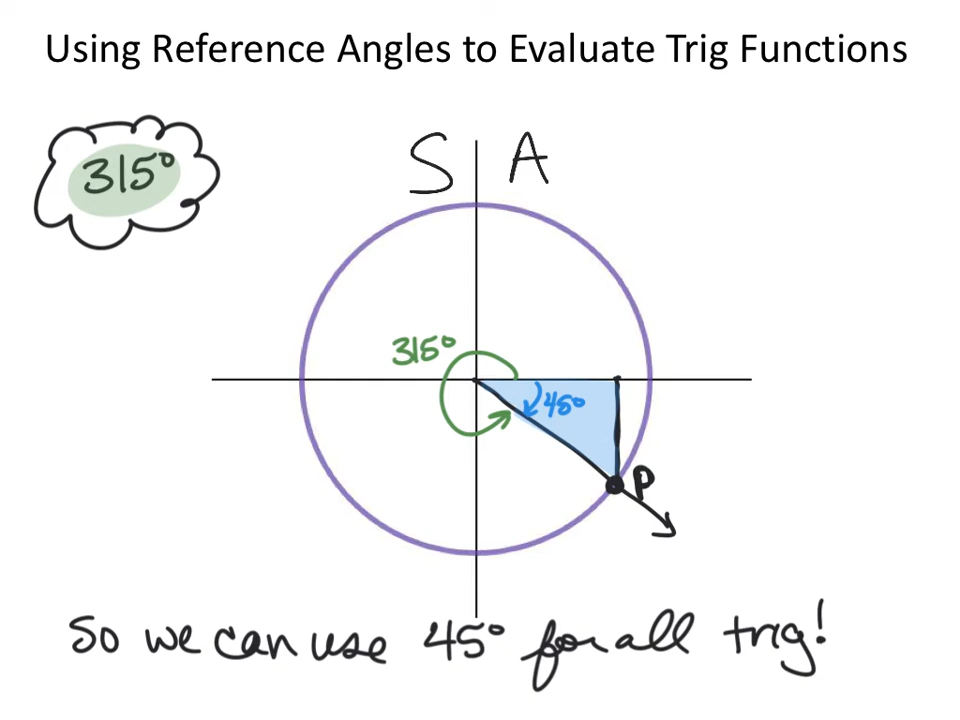 Using Reference Angles to Evaluate Trig Functions
315°
S A
315°
45°
P
So we can use 45° for all trig!